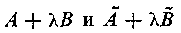 A + λB и Ã + λB̃